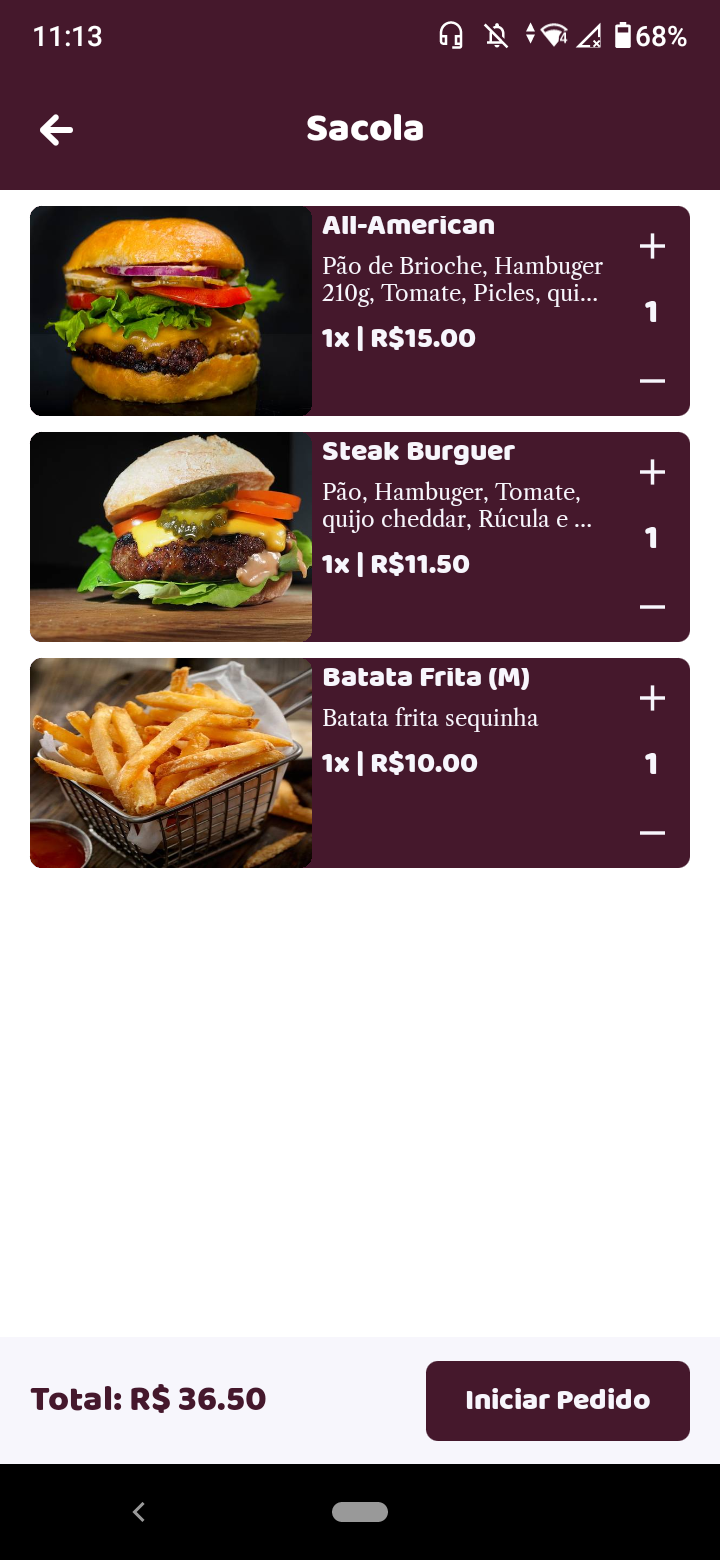 11:13
4
68%
Sacola
All-American
Pão de Brioche, Hambuger
210g, Tomate, Picles, qui...
1x | R$15.00
1
Steak Burguer
Pão, Hambuger, Tomate,
quijo cheddar, Rúcula e ...
1x | R$11.50
1
Batata Frita (M)
Batata frita sequinha
1x | R$10.00
1
Total: R$ 36.50
Iniciar Pedido